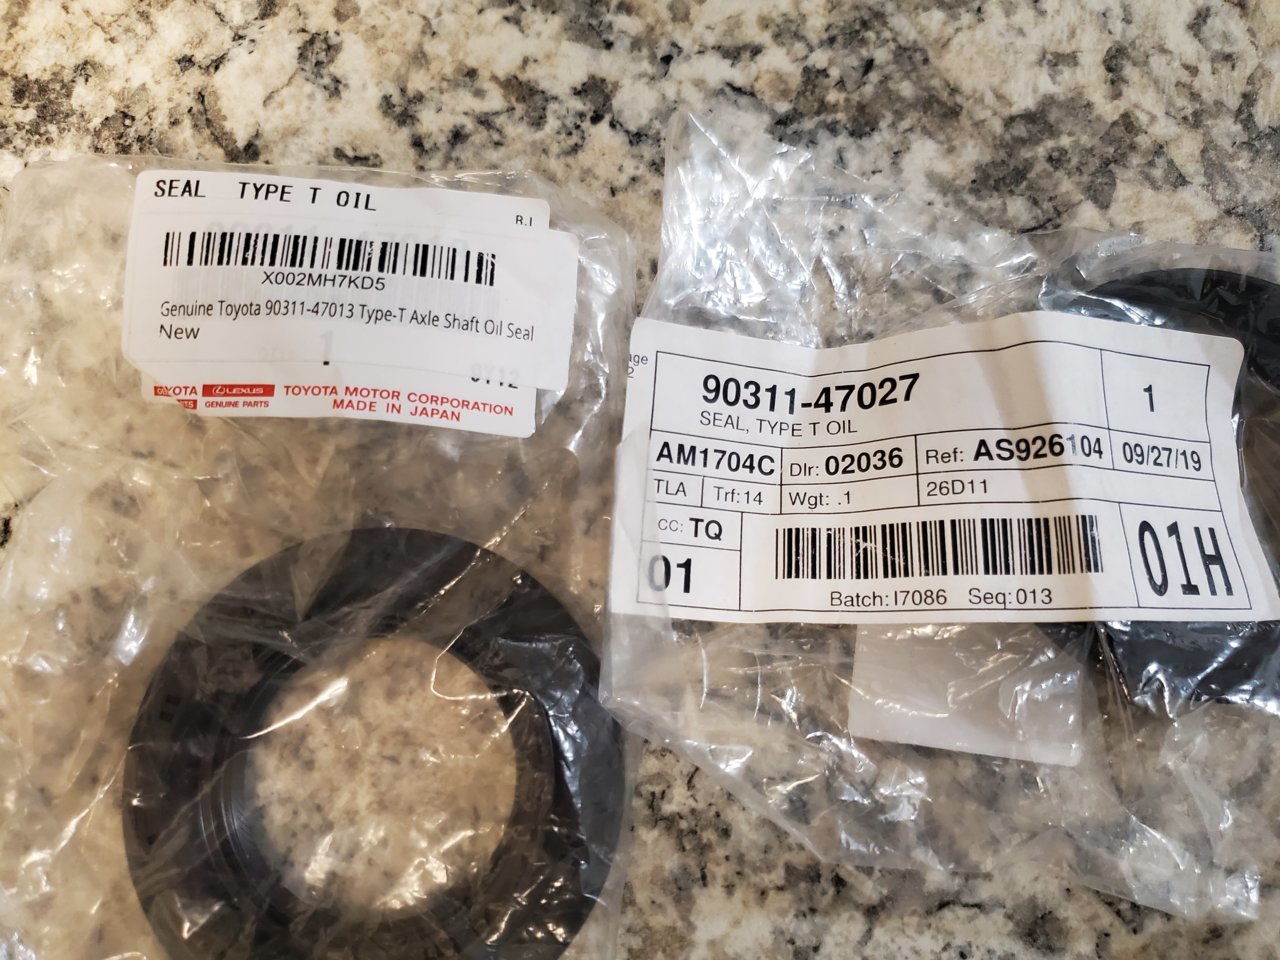 SEAL TYPE T OIL
R.I
X002MH7KD5
Genuine Toyota 90311-47013 Type-T Axle Shaft Oil Seal
New
1
9Y12
TOYOTA LEXUS TOYOTA MOTOR CORPORATION
GENUINE PARTS MADE IN JAPAN
90311-47027 1
SEAL, TYPE T OIL
AM1704C Dlr: 02036 Ref: AS926104 09/27/19
TLA Trf: 14 Wgt: .1 26D11
CC: TQ
01 01H
Batch: I7086 Seq: 013